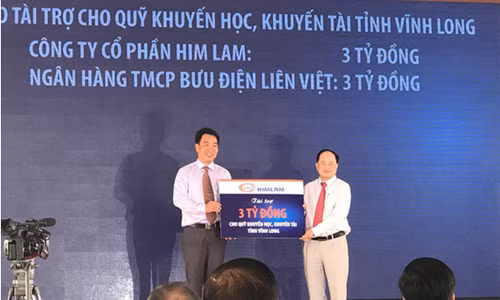 O TÀI TRỢ CHO QUỸ KHUYẾN HỌC, KHUYẾN TÀI TỈNH VĨNH LONG
CÔNG TY CỔ PHẦN HIM LAM: 3 TỶ ĐỒNG
NGÂN HÀNG TMCP BƯU ĐIỆN LIÊN VIỆT: 3 TỶ ĐỒNG
HIMLAM
Tài trợ
3 TỶ ĐỒNG
CHO QUỸ KHUYẾN HỌC, KHUYẾN TÀI
TỈNH VĨNH LONG